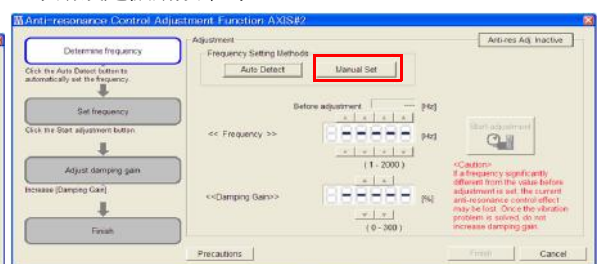 Anti-resonance Control Adjustment Function AXIS#2
Adjustment
Anti-res Adj. Inactive
Determine frequency
Frequency Setting Methods
Auto Detect
Manual Set
Click the Auto Detect button to
automatically set the frequency.
Before adjustment
--- [Hz]
Set frequency
Click the Start adjustment button.
<< Frequency >>
[Hz]
(1 - 2000)
Start adjustment
Adjust damping gain
Increase [Damping Gain]
<<Damping Gain>>
[%]
(0 - 300)
<Caution>
If a frequency significantly
different from the value before
adjustment is set, the current
anti-resonance control effect
may be lost. Once the vibration
problem is solved, do not
increase damping gain.
Finish
Precautions
Finish
Cancel